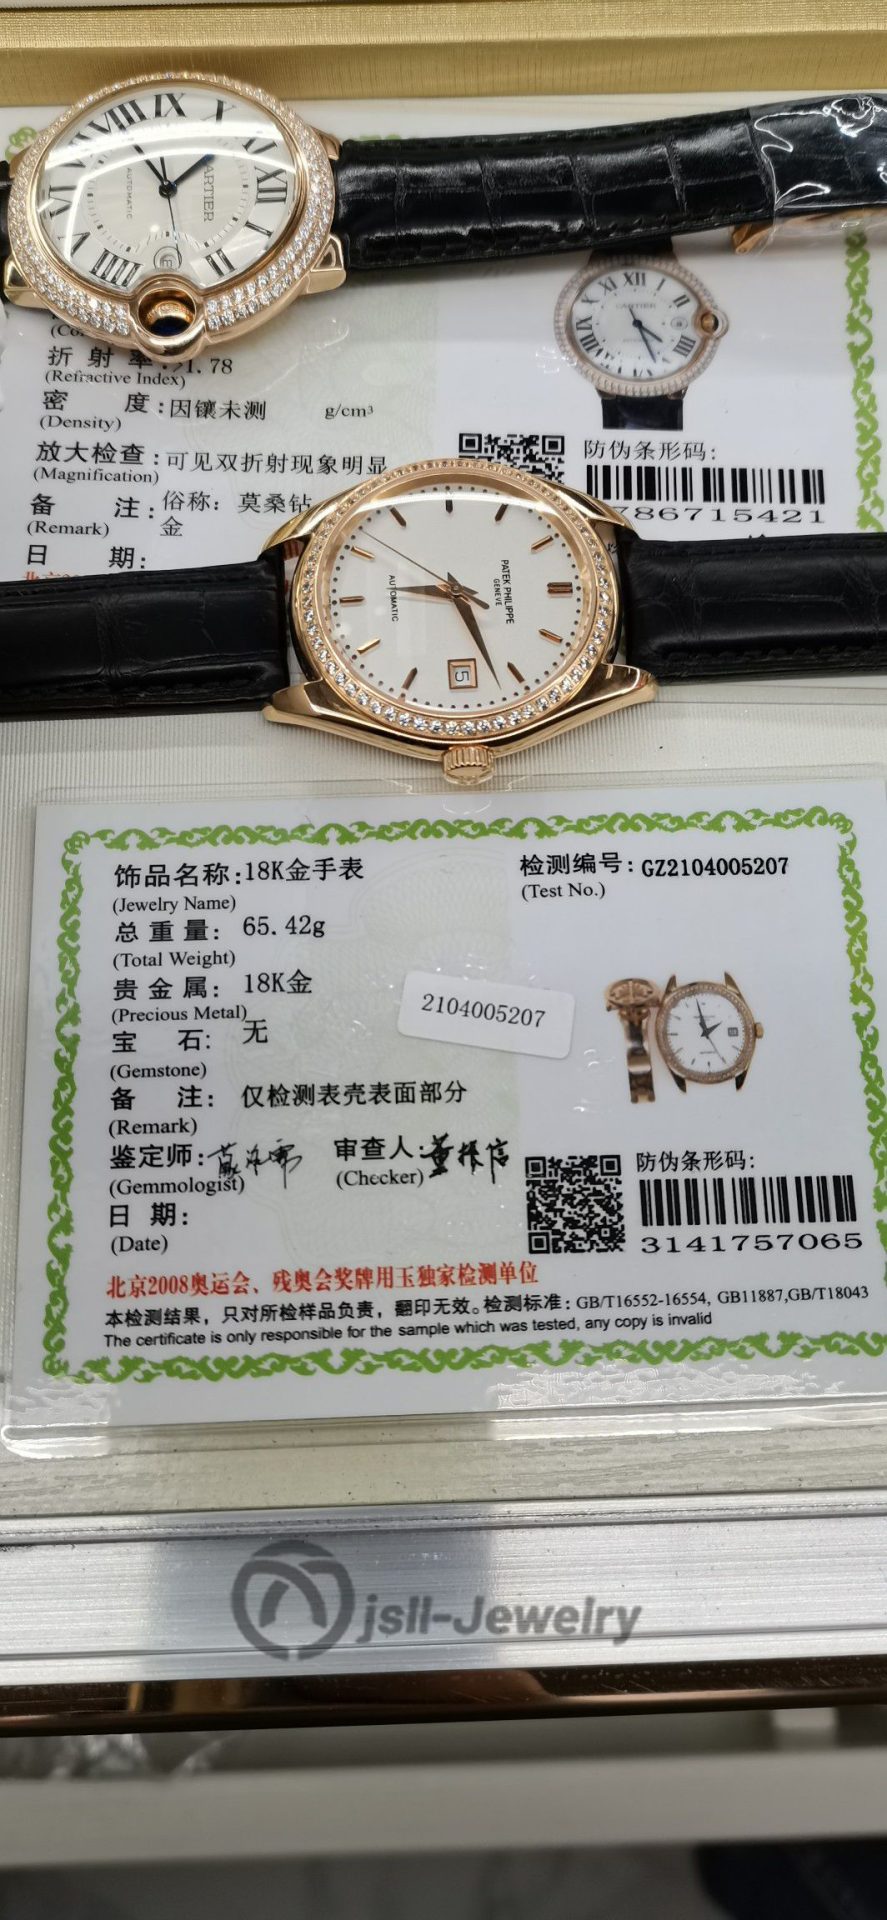 CARTIER
AUTOMATIC
折射率:>1.78
(Refractive Index)
密度:因镶未测 g/cm³
(Density)
放大检查:可见双折射现象明显
(Magnification)
备注:俗称:莫桑钻
(Remark) 金
日期:
防伪条形码:
786715421
PATEK PHILIPPE
GENEVE
AUTOMATIC
15
饰品名称:18K金手表
(Jewelry Name)
检测编号:GZ2104005207
(Test No.)
总重量:65.42g
(Total Weight)
贵金属:18K金
(Precious Metal)
2104005207
宝石:无
(Gemstone)
备注:仅检测表壳表面部分
(Remark)
鉴定师:
(Gemmologist)
审查人:董振信
(Checker)
日期:
(Date)
防伪条形码:
3141757065
北京2008奥运会、残奥会奖牌用玉独家检测单位
本检测结果,只对所检样品负责,翻印无效。检测标准:GB/T16552-16554, GB11887,GB/T18043
The certificate is only responsible for the sample which was tested, any copy is invalid
jsll-Jewelry